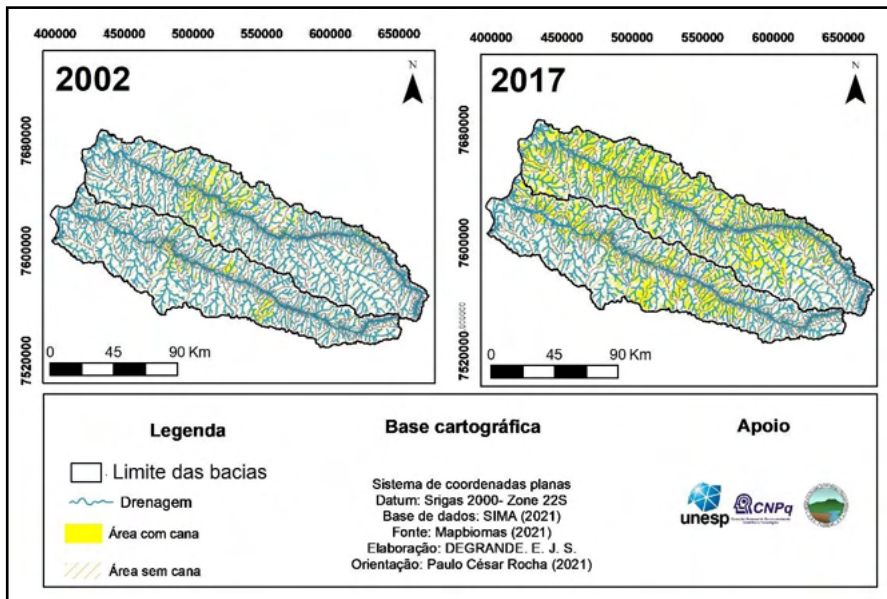 400000 450000 500000 550000 600000 650000
400000 450000 500000 550000 600000 650000
2002
N
7680000
7600000
7520000
0 45 90 Km
2017
N
7680000
7600000
7520000
0 45 90 Km
Legenda
Limite das bacias
Drenagem
Área com cana
Área sem cana
Base cartográfica
Sistema de coordenadas planas
Datum: Srigas 2000- Zone 22S
Base de dados: SIMA (2021)
Fonte: Mapbiomas (2021)
Elaboração: DEGRANDE. E. J. S.
Orientação: Paulo César Rocha (2021)
Apoio
unesp
CNPq